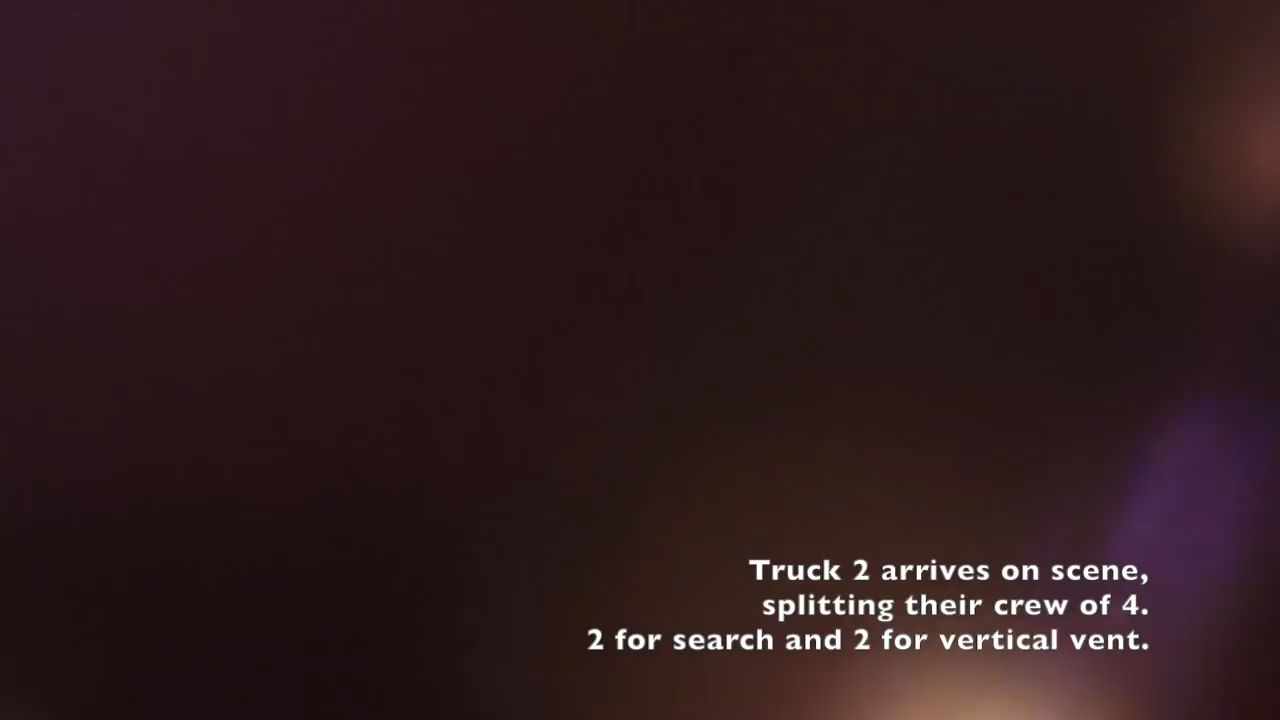 Truck 2 arrives on scene,
splitting their crew of 4.
2 for search and 2 for vertical vent.